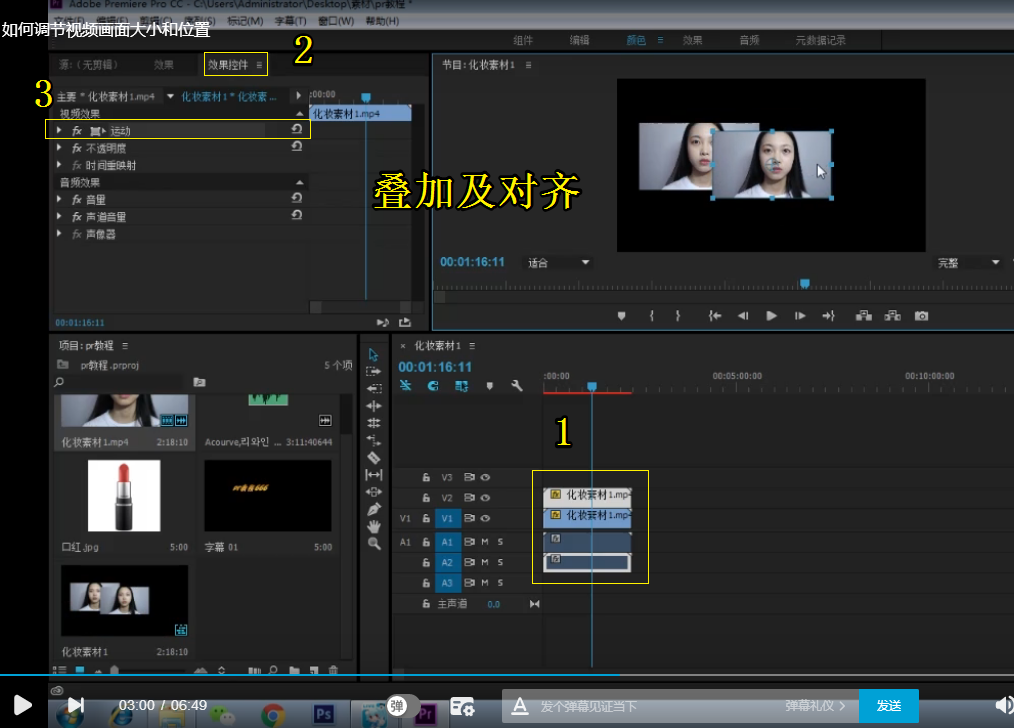 Adobe Premiere Pro CC - C:\Users\Administrator\Desktop\素材\pr教程 *
文件(F) 编辑(E) 剪辑(C) 序列(S) 标记(M) 字幕(T) 窗口(W) 帮助(H)
如何调节视频画面大小和位置
组件 编辑 颜色 效果 音频 元数据记录
2
源: (无剪辑) 效果 效果控件
节目: 化妆素材1
3
主要 * 化妆素材1.mp4 化妆素材1 * 化妆素 ...
:00:00
视频效果
化妆素材1.mp4
fx 运动
fx 不透明度
fx 时间重映射
音频效果
fx 音量
fx 声道音量
fx 声像器
叠加及对齐
00:01:16:11 适合 完整
00:01:16:11
项目: pr教程
pr教程.prproj
5 个项
化妆素材1.mp4 2:18:10
Acourve,리와인 ... 3:11:40644
口红.jpg 5:00
字幕 01 5:00
化妆素材1 2:18:10
× 化妆素材1
00:01:16:11
:00:00 00:05:00:00 00:10:00:00
1
V3
V2
化妆素材1.mp4
V1 V1
化妆素材1.mp4
A1 A1 M S
A2 M S
A3 M S
主声道 0.0
03:00 / 06:49
弹
A 发个弹幕见证当下
弹幕礼仪 >
发送
Ps
Pr